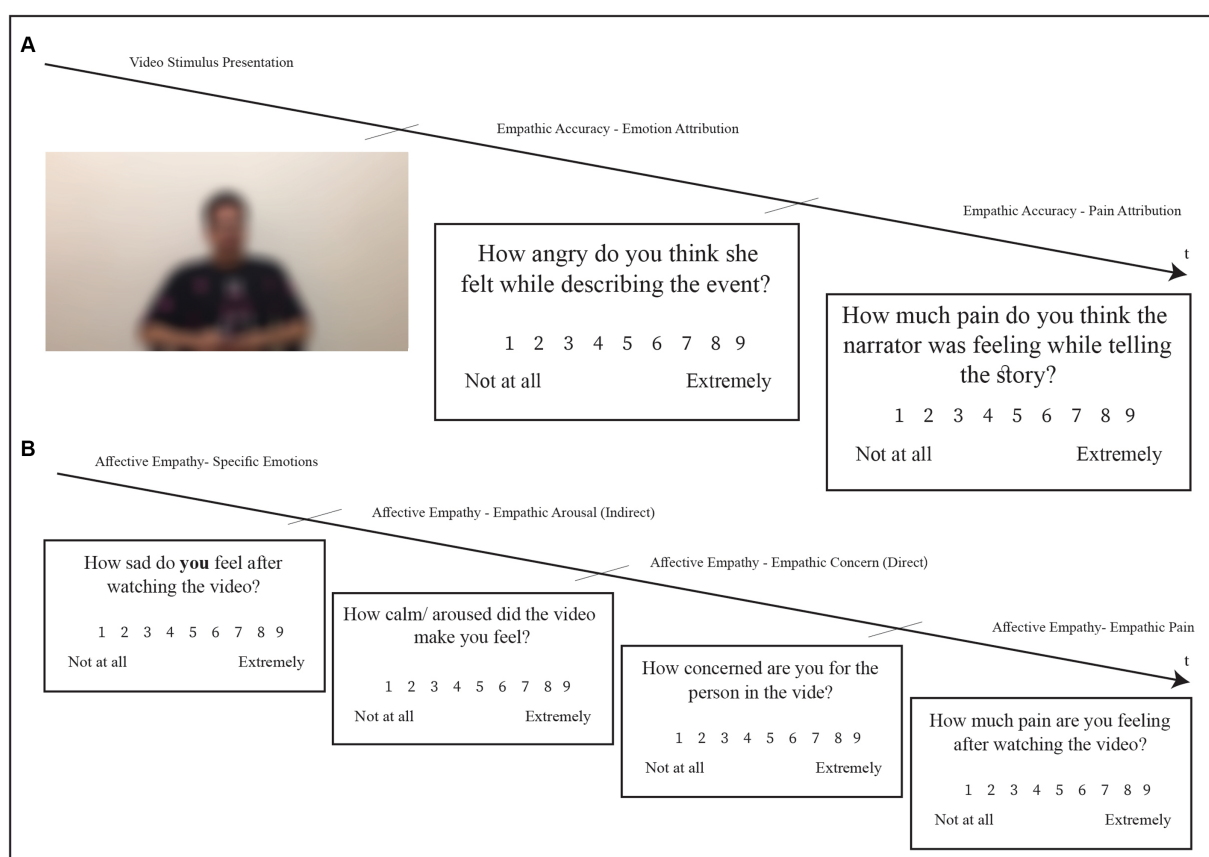 A
Video Stimulus Presentation
Empathic Accuracy - Emotion Attribution
Empathic Accuracy - Pain Attribution
t
How angry do you think she
felt while describing the event?
1 2 3 4 5 6 7 8 9
Not at all Extremely
How much pain do you think the
narrator was feeling while telling
the story?
1 2 3 4 5 6 7 8 9
Not at all Extremely
B
Affective Empathy- Specific Emotions
Affective Empathy - Empathic Arousal (Indirect)
Affective Empathy - Empathic Concern (Direct)
Affective Empathy- Empathic Pain
t
How sad do you feel after
watching the video?
1 2 3 4 5 6 7 8 9
Not at all Extremely
How calm/ aroused did the video
make you feel?
1 2 3 4 5 6 7 8 9
Not at all Extremely
How concerned are you for the
person in the vide?
1 2 3 4 5 6 7 8 9
Not at all Extremely
How much pain are you feeling
after watching the video?
1 2 3 4 5 6 7 8 9
Not at all Extremely